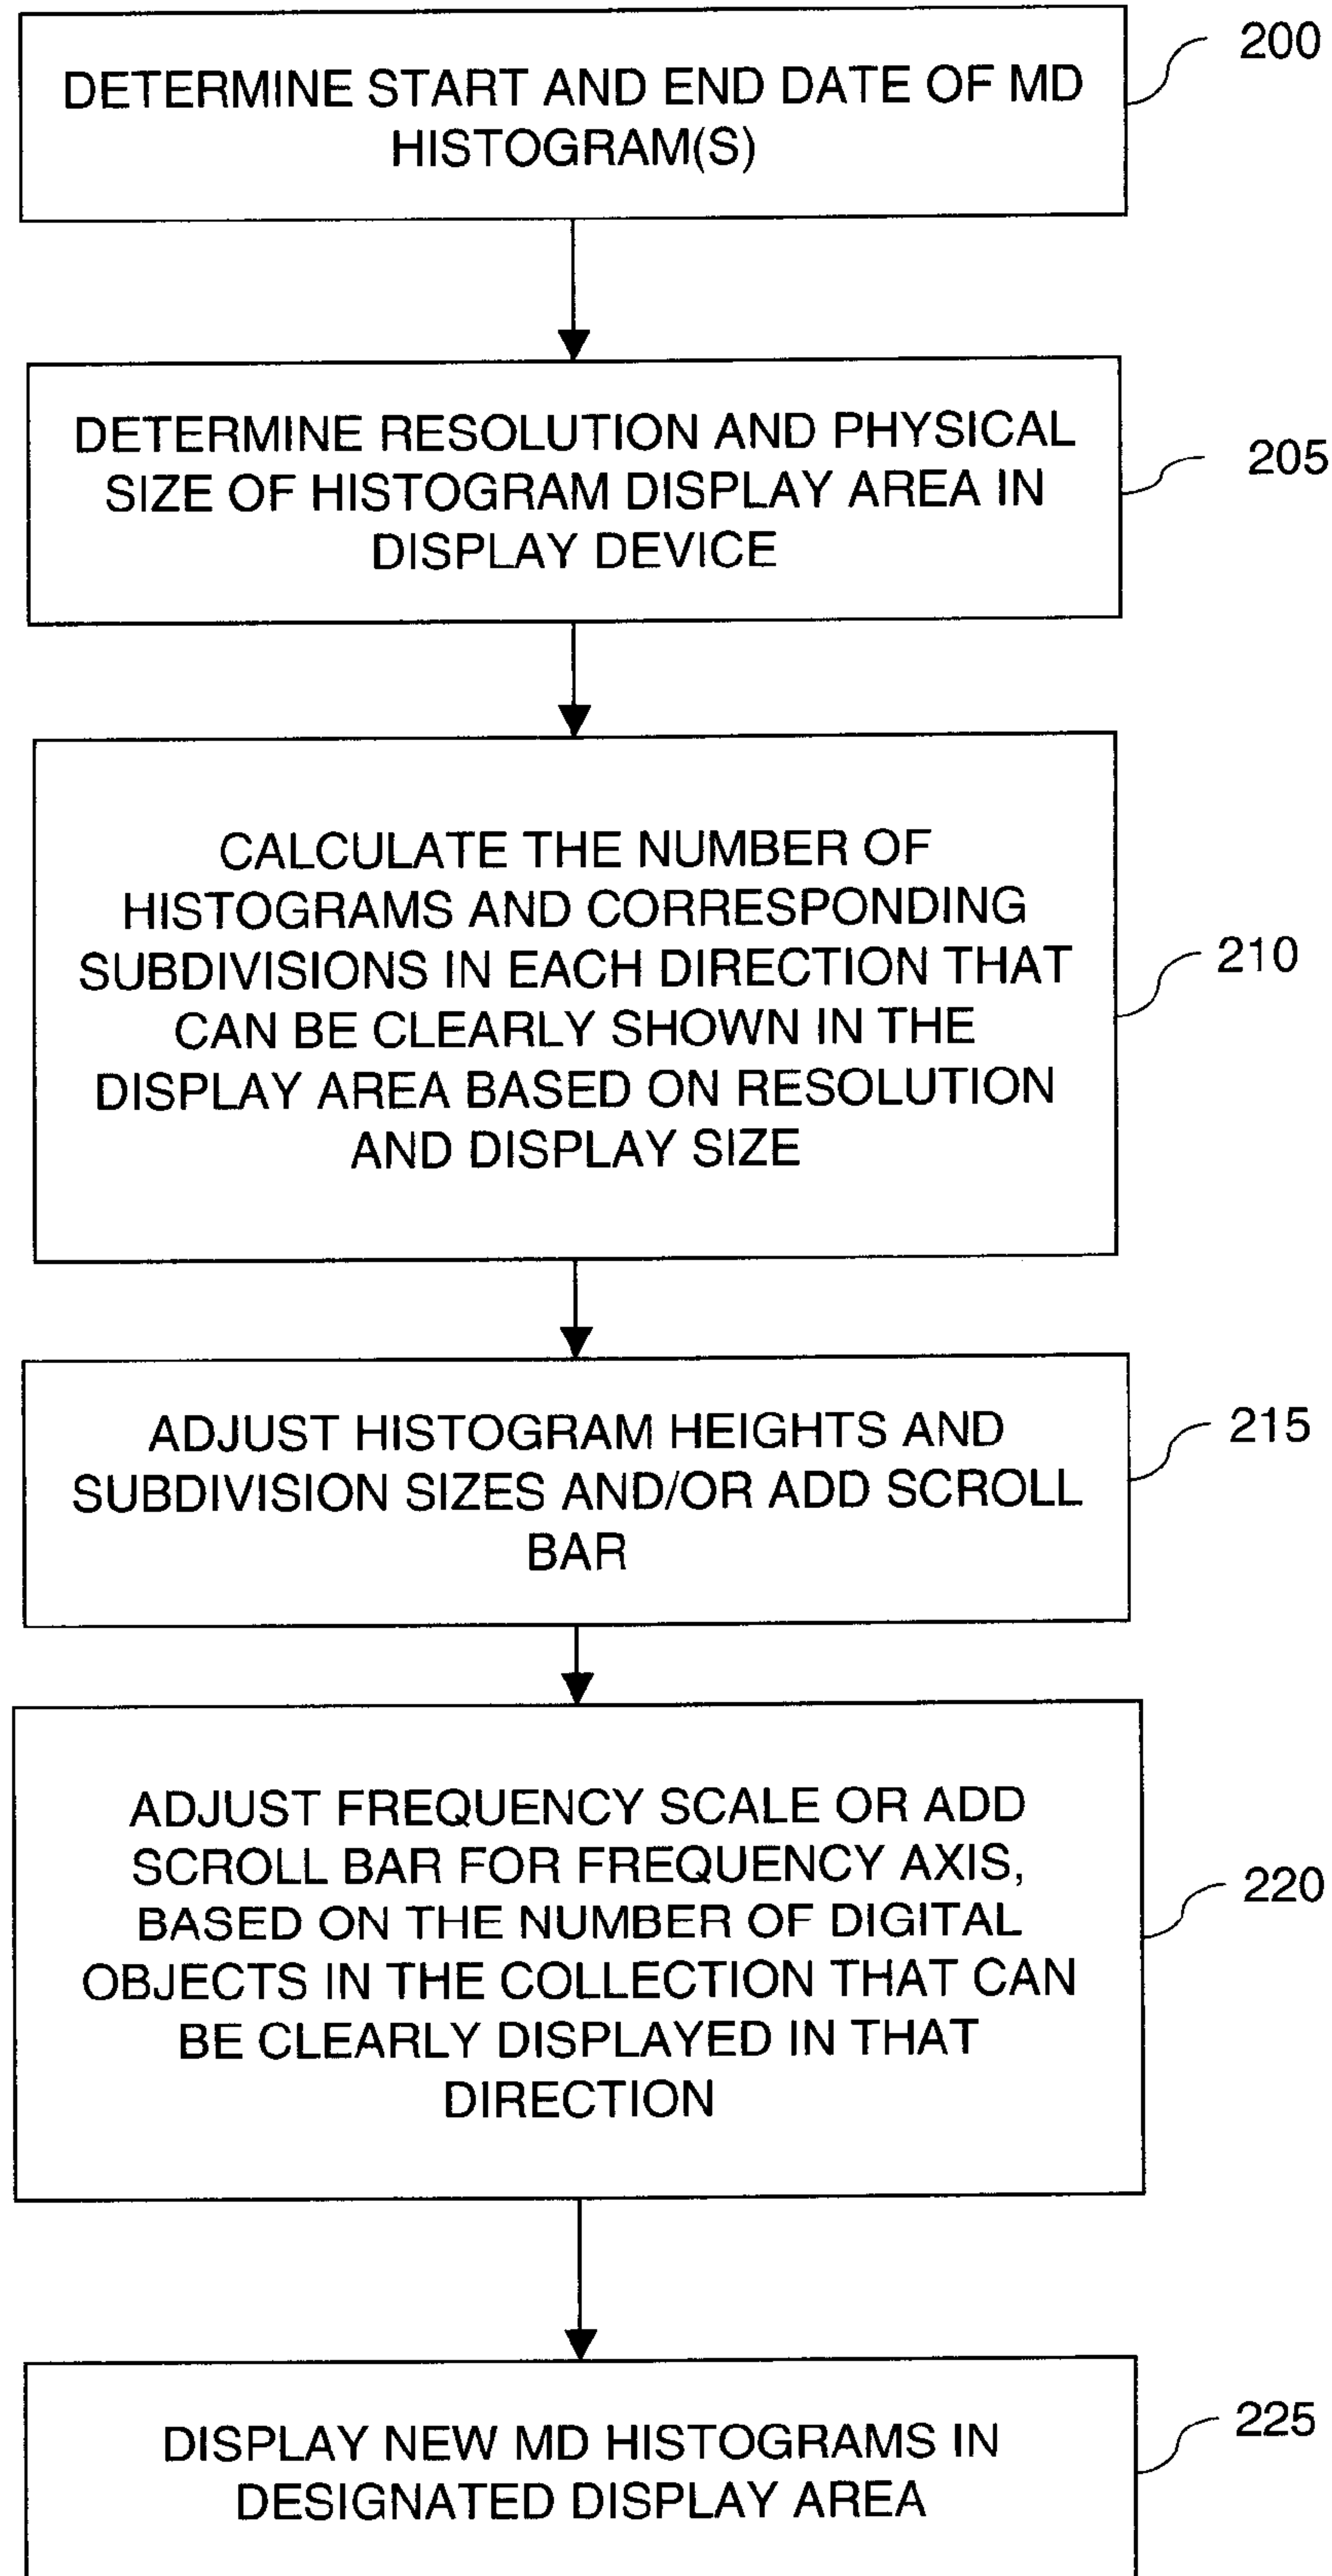 200
DETERMINE START AND END DATE OF MD
HISTOGRAM(S)
DETERMINE RESOLUTION AND PHYSICAL
SIZE OF HISTOGRAM DISPLAY AREA IN
DISPLAY DEVICE
205
CALCULATE THE NUMBER OF
HISTOGRAMS AND CORRESPONDING
SUBDIVISIONS IN EACH DIRECTION THAT
CAN BE CLEARLY SHOWN IN THE
DISPLAY AREA BASED ON RESOLUTION
AND DISPLAY SIZE
210
ADJUST HISTOGRAM HEIGHTS AND
SUBDIVISION SIZES AND/OR ADD SCROLL
BAR
215
ADJUST FREQUENCY SCALE OR ADD
SCROLL BAR FOR FREQUENCY AXIS,
BASED ON THE NUMBER OF DIGITAL
OBJECTS IN THE COLLECTION THAT CAN
BE CLEARLY DISPLAYED IN THAT
DIRECTION
220
DISPLAY NEW MD HISTOGRAMS IN
DESIGNATED DISPLAY AREA
225